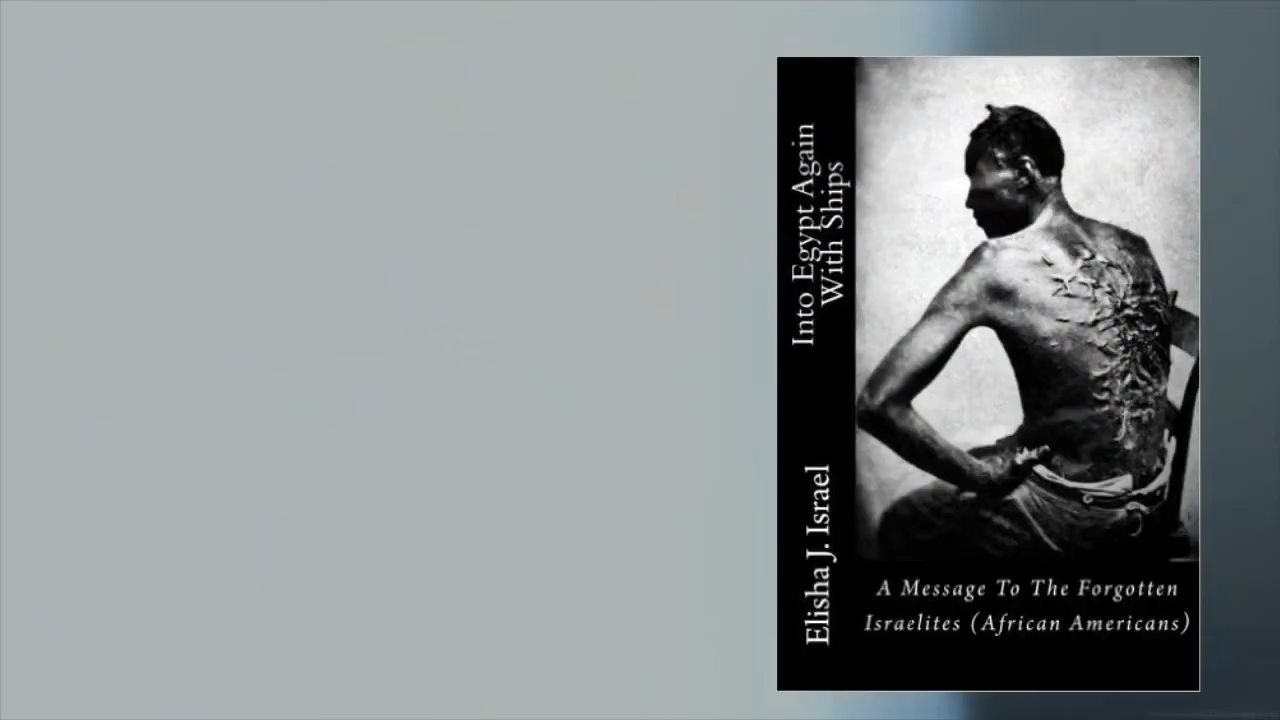 Into Egypt Again
With Ships
Elisha J. Israel
A Message To The Forgotten
Israelites (African Americans)